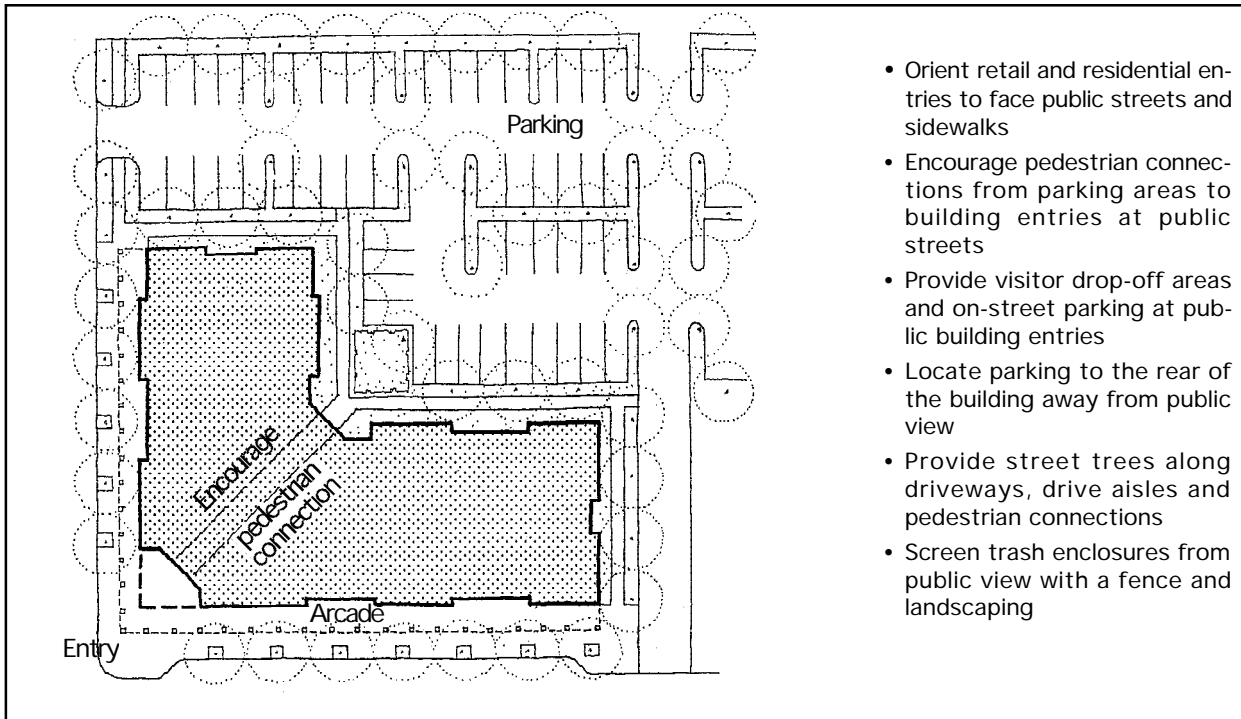 Parking
Encourage
pedestrian
connection
Arcade
Entry
• Orient retail and residential en-
tries to face public streets and
sidewalks
• Encourage pedestrian connec-
tions from parking areas to
building entries at public
streets
• Provide visitor drop-off areas
and on-street parking at pub-
lic building entries
• Locate parking to the rear of
the building away from public
view
• Provide street trees along
driveways, drive aisles and
pedestrian connections
• Screen trash enclosures from
public view with a fence and
landscaping